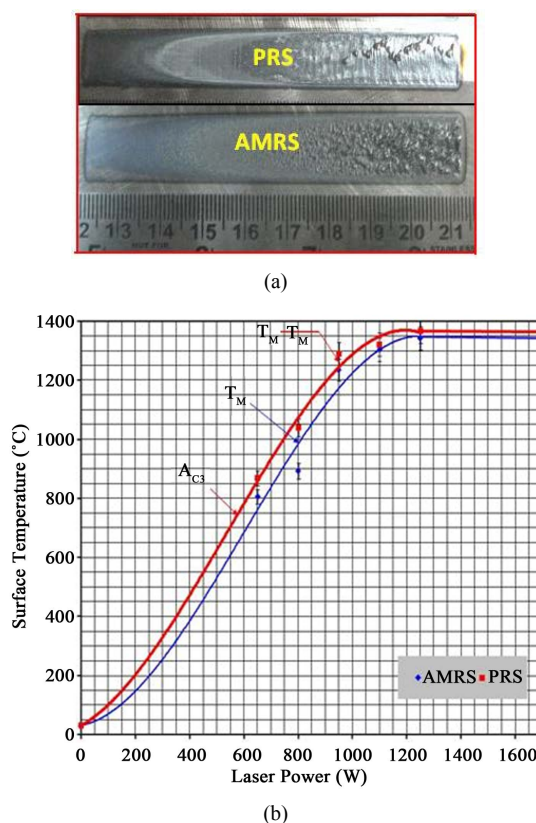 PRS
AMRS
2 13 14 15 16 17 18 19 20 21
(a)
1400
1200
1000
800
600
400
200
0
Surface Temperature (°C)
T_M T_M
T_M
A_C3
AMRS PRS
0 200 400 600 800 1000 1200 1400 1600
Laser Power (W)
(b)